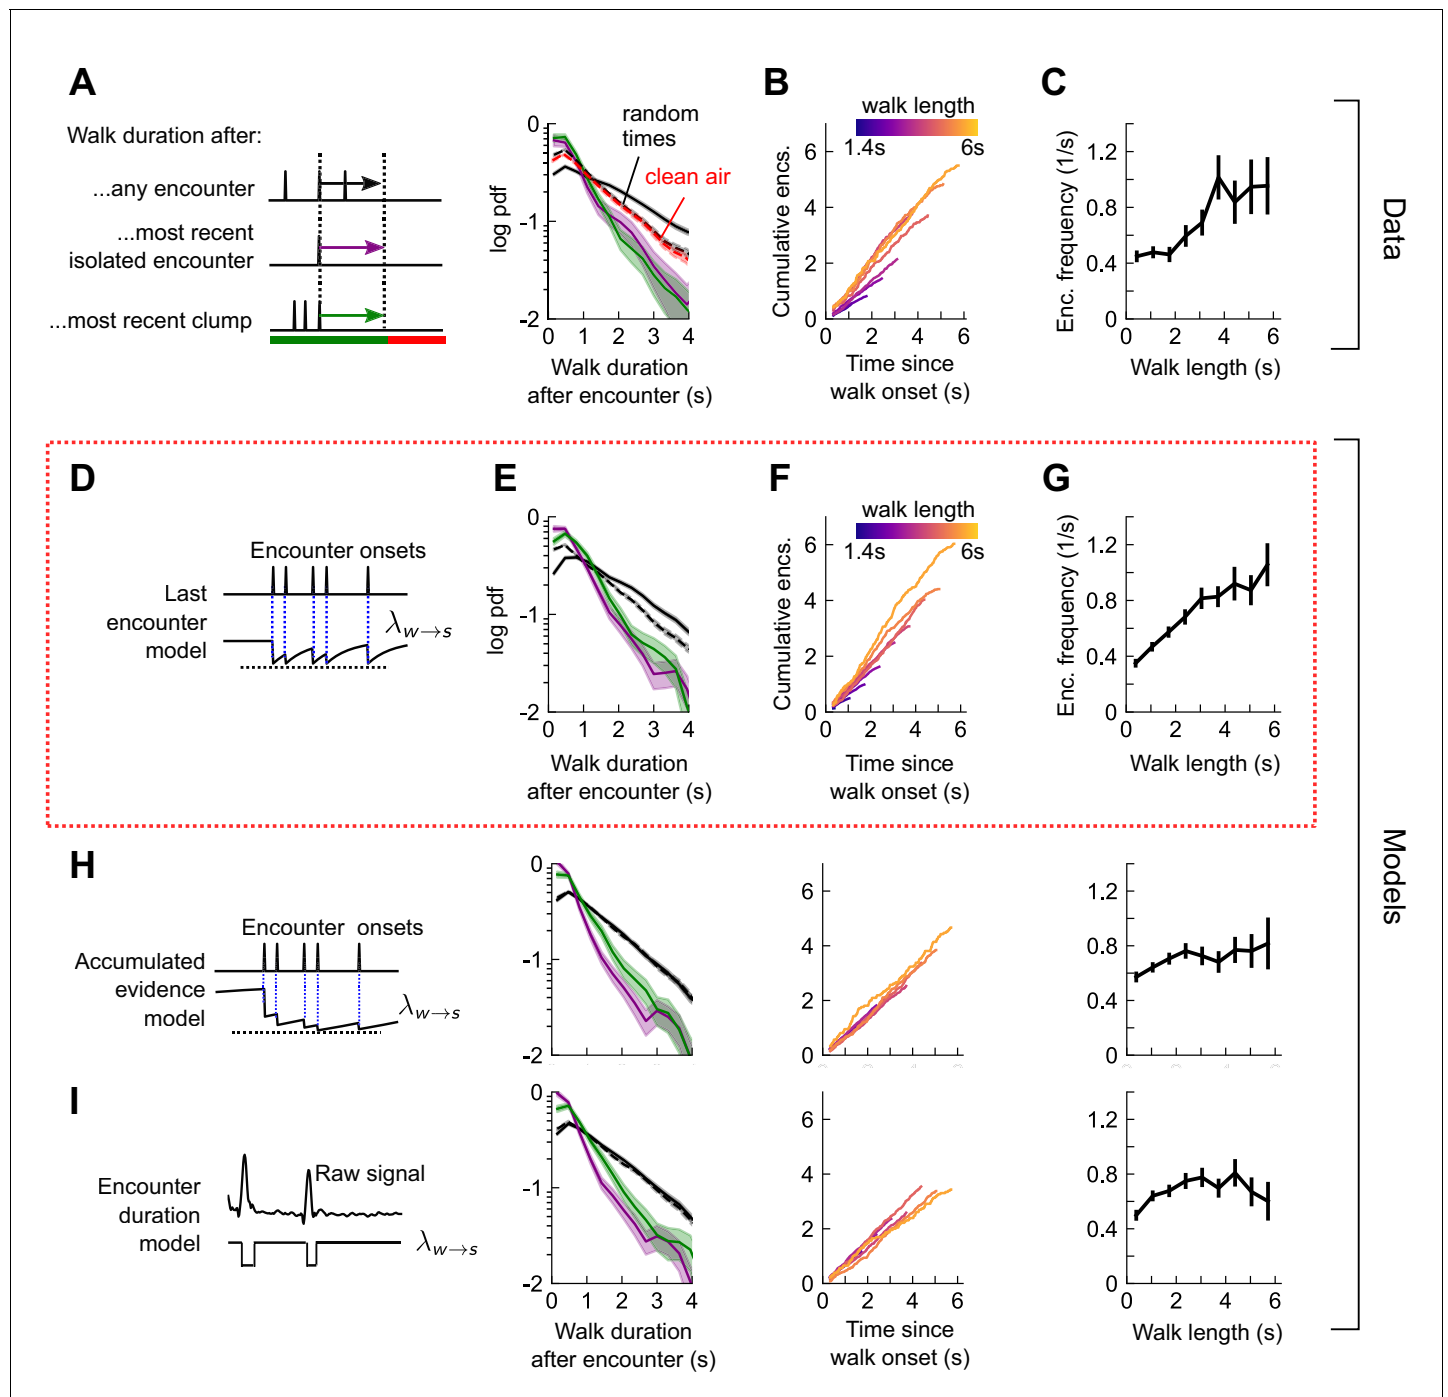 A
Walk duration after:
...any encounter
...most recent
isolated encounter
...most recent clump
0
-1
-2
log pdf
random
times
clean air
0 1 2 3 4
Walk duration
after encounter (s)
B
walk length
1.4s 6s
6
4
2
0
Cumulative encs.
0 2 4 6
Time since
walk onset (s)
C
1.2
0.8
0.4
0
Enc. frequency (1/s)
0 2 4 6
Walk length (s)
Data
D
Encounter onsets
Last
encounter
model
λw→s
E
0
-1
-2
log pdf
0 1 2 3 4
Walk duration
after encounter (s)
F
walk length
1.4s 6s
6
4
2
0
Cumulative encs.
0 2 4 6
Time since
walk onset (s)
G
1.2
0.8
0.4
0
Enc. frequency (1/s)
0 2 4 6
Walk length (s)
Models
H
Encounter onsets
Accumulated
evidence
model
λw→s
0
-1
-2
6
4
2
0
1.2
0.8
0.4
0
I
Raw signal
Encounter
duration
model
λw→s
0
-1
-2
0 1 2 3 4
Walk duration
after encounter (s)
6
4
2
0
0 2 4 6
Time since
walk onset (s)
1.2
0.8
0.4
0
0 2 4 6
Walk length (s)